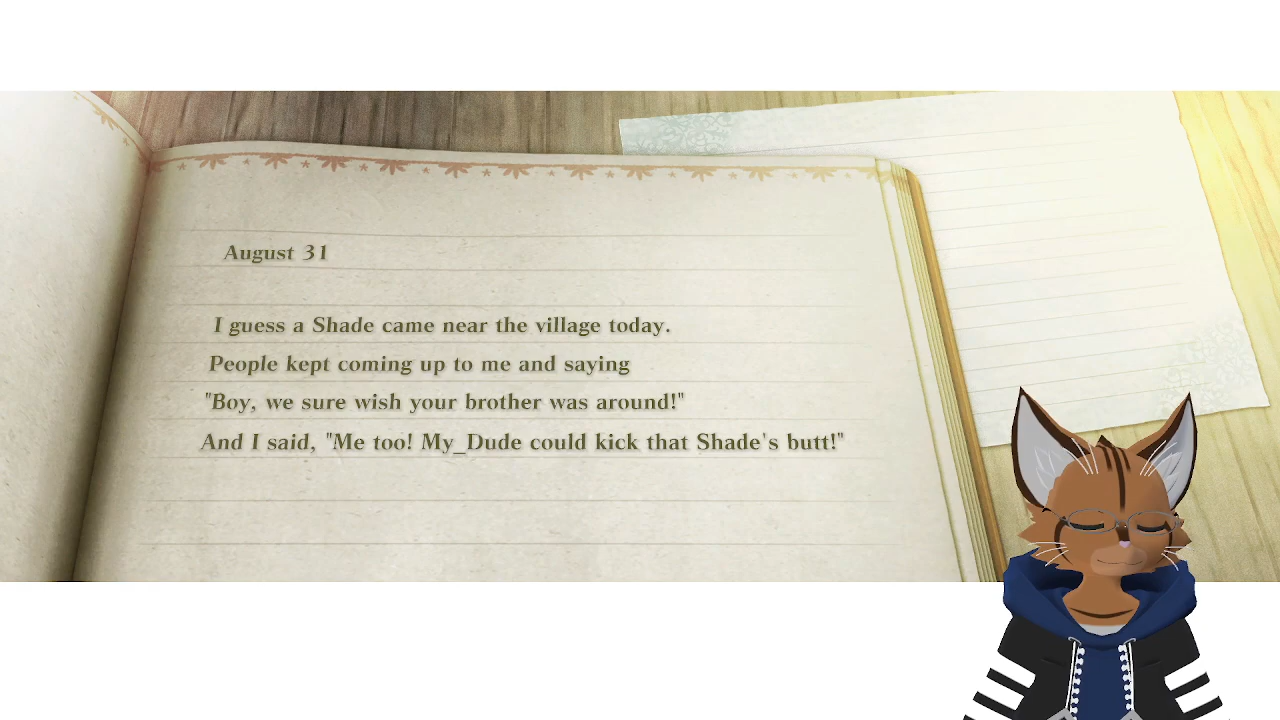 August 31
I guess a Shade came near the village today.
People kept coming up to me and saying
"Boy, we sure wish your brother was around!"
And I said, "Me too! My_Dude could kick that Shade's butt!"